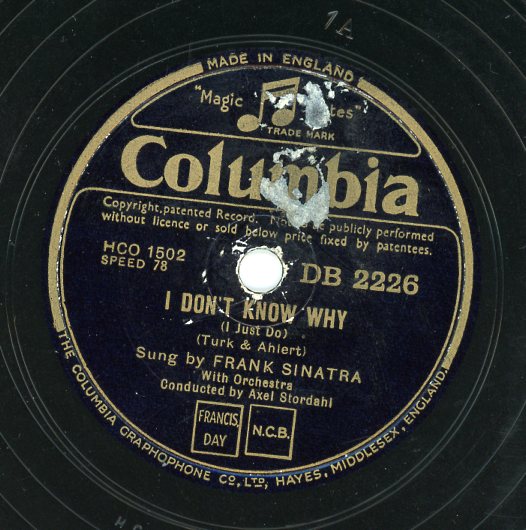 1A
MADE IN ENGLAND
"Magic tes"
TRADE MARK
Columbia
Copyright, patented Record. publicly performed
without licence or sold below price fixed by patentees.
HCO 1502
SPEED 78
DB 2226
I DON'T KNOW WHY
(I Just Do)
(Turk & Ahlert)
Sung by FRANK SINATRA
With Orchestra
Conducted by Axel Stordahl
FRANCIS,
DAY
N.C.B.
THE COLUMBIA GRAPHOPHONE CO., LTD., HAYES, MIDDLESEX, ENGLAND.